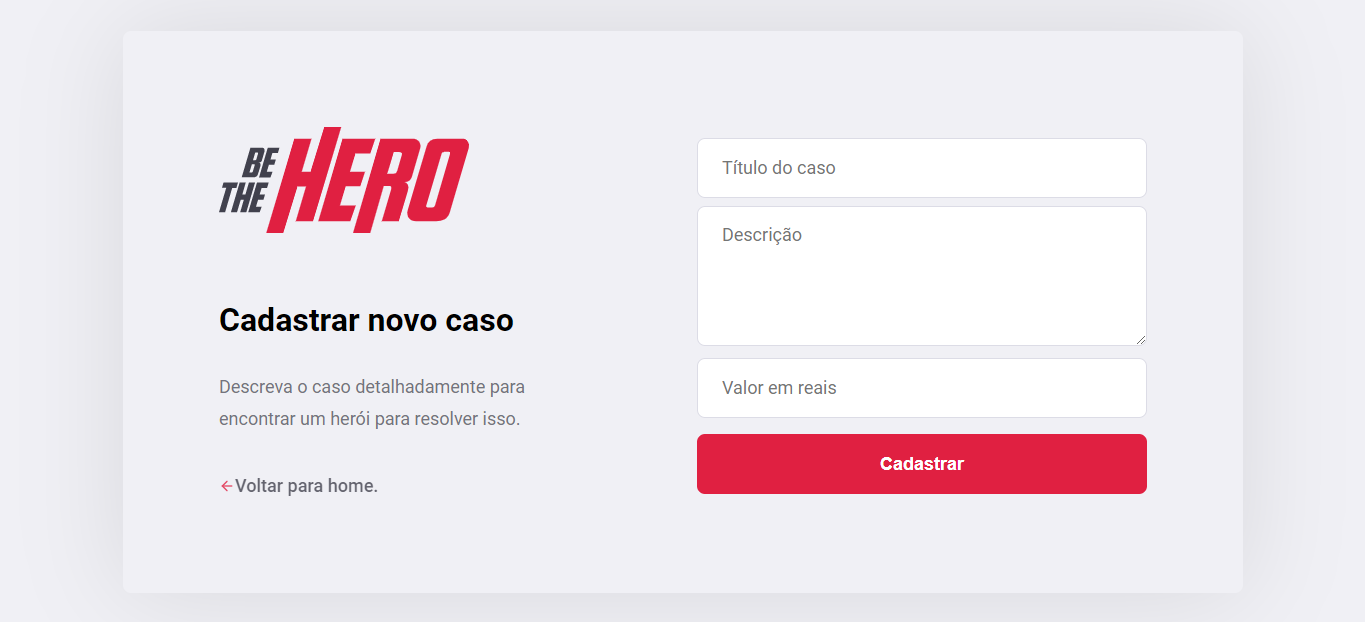 BE
THE HERO
Cadastrar novo caso
Descreva o caso detalhadamente para
encontrar um herói para resolver isso.
Voltar para home.
Título do caso
Descrição
Valor em reais
Cadastrar